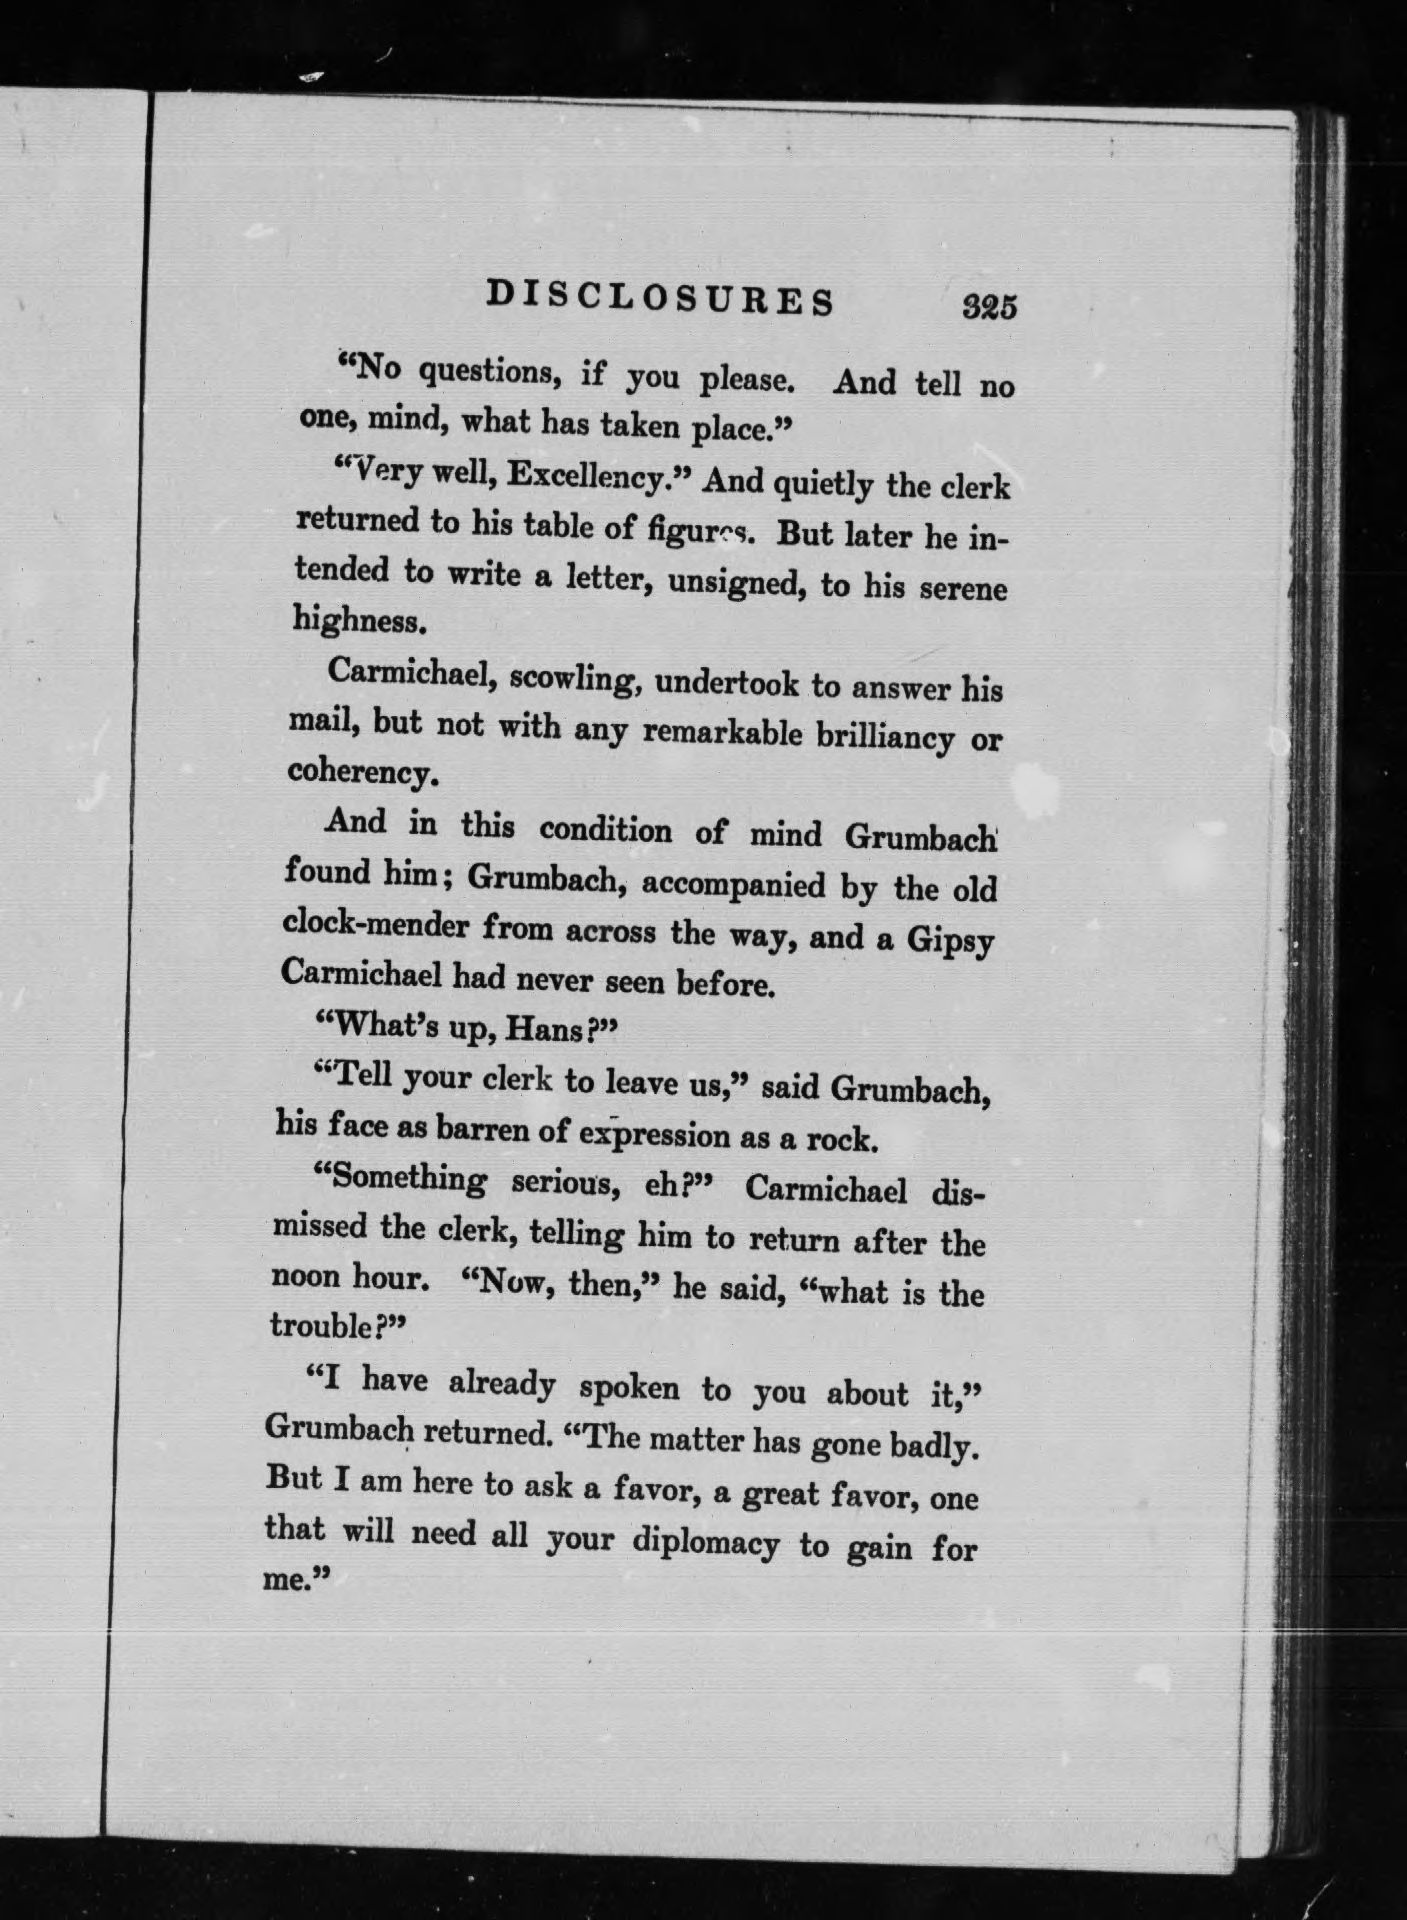 DISCLOSURES 325
“No questions, if you please. And tell no
one, mind, what has taken place.”
“Very well, Excellency.” And quietly the clerk
returned to his table of figures. But later he in-
tended to write a letter, unsigned, to his serene
highness.
Carmichael, scowling, undertook to answer his
mail, but not with any remarkable brilliancy or
coherency.
And in this condition of mind Grumbach
found him; Grumbach, accompanied by the old
clock-mender from across the way, and a Gipsy
Carmichael had never seen before.
“What’s up, Hans?”
“Tell your clerk to leave us,” said Grumbach,
his face as barren of expression as a rock.
“Something serious, eh?” Carmichael dis-
missed the clerk, telling him to return after the
noon hour. “Now, then,” he said, “what is the
trouble?”
“I have already spoken to you about it,”
Grumbach returned. “The matter has gone badly.
But I am here to ask a favor, a great favor, one
that will need all your diplomacy to gain for
me.”